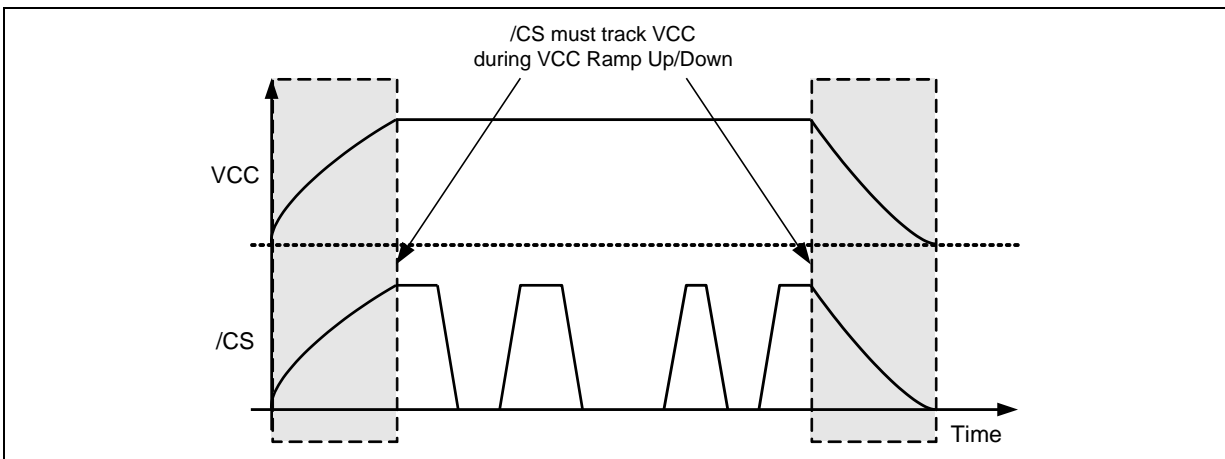 /CS must track VCC
during VCC Ramp Up/Down
VCC
/CS
Time